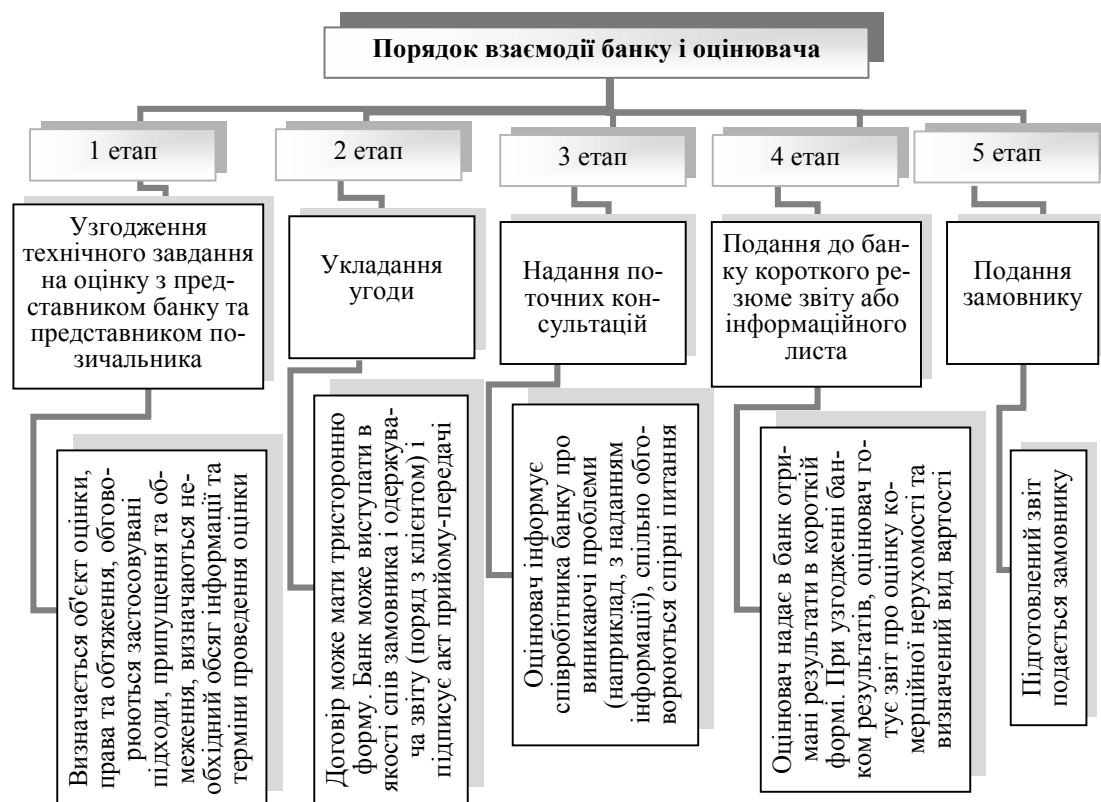 Порядок взаємодії банку і оцінювача
1 етап
2 етап
3 етап
4 етап
5 етап
Узгодження
технічного завдання
на оцінку з пред-
ставником банку та
представником по-
зичальника
Укладання
угоди
Надання по-
точних кон-
сультацій
Подання до бан-
ку короткого ре-
зюме звіту або
інформаційного
листа
Подання
замовнику
Визначається об'єкт оцінки,
права та обтяження, обгово-
рюються застосовувані
підходи, припущення та об-
меження, визначаються не-
обхідний обсяг інформації та
терміни проведення оцінки
Договір може мати тристоронню
форму. Банк може виступати в
якості спів замовника і одержува-
ча звіту (поряд з клієнтом) і
підписує акт прийому-передачі
Оцінювач інформує
співробітника банку про
виникаючі проблеми
(наприклад, з наданням
інформації), спільно обго-
ворюються спірні питання
Оцінювач надає в банк отри-
мані результати в короткій
формі. При узгодженні бан-
ком результатів, оцінювач го-
тує звіт про оцінку ко-
мерційної нерухомості та
визначений вид вартості
Підготовлений звіт
подається замовнику